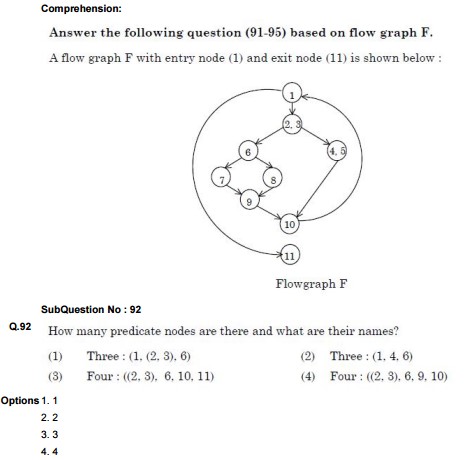 Comprehension:
Answer the following question (91-95) based on flow graph F.
A flow graph F with entry node (1) and exit node (11) is shown below :
1
2, 3
6
4, 5
7
8
9
10
11
Flowgraph F
SubQuestion No : 92
Q.92 How many predicate nodes are there and what are their names?
(1) Three : (1, (2, 3), 6) (2) Three : (1, 4, 6)
(3) Four : ((2, 3), 6, 10, 11) (4) Four : ((2, 3), 6, 9, 10)
Options 1. 1
2. 2
3. 3
4. 4